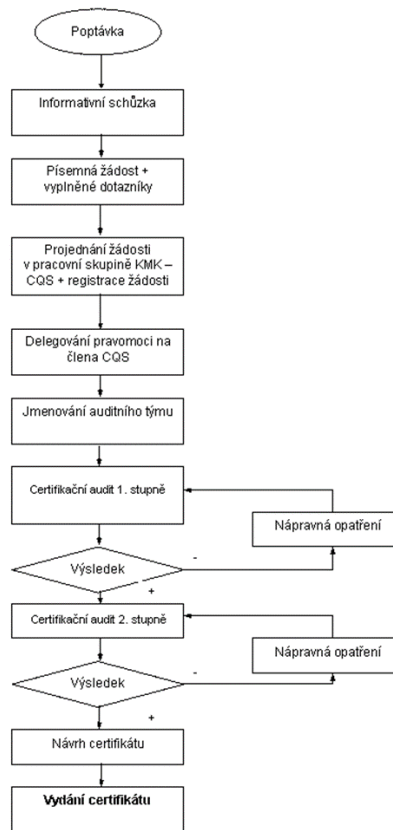 Poptávka
Informativní schůzka
Písemná žádost +
vyplněné dotazníky
Projednání žádosti
v pracovní skupině KMK –
CQS + registrace žádosti
Delegování pravomoci na
člena CQS
Jmenování auditního týmu
Certifikační audit 1. stupně
Nápravná opatření
Výsledek
-
+
Certifikační audit 2. stupně
Nápravná opatření
Výsledek
-
+
Návrh certifikátu
Vydání certifikátu